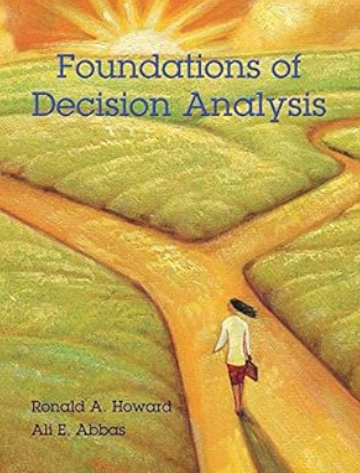 Foundations of
Decision Analysis
Ronald A. Howard
Ali E. Abbas